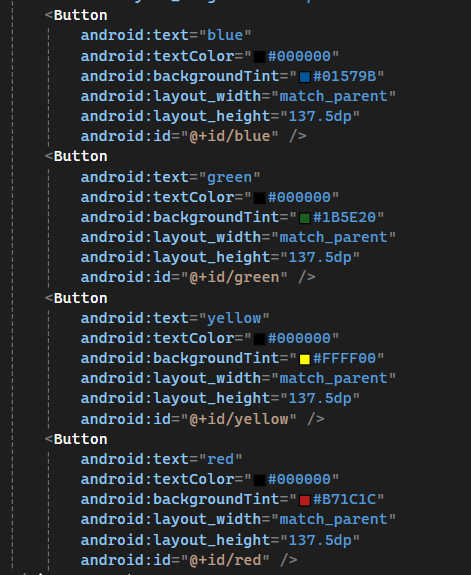 <Button
android:text="blue"
android:textColor="#000000"
android:backgroundTint="#01579B"
android:layout_width="match_parent"
android:layout_height="137.5dp"
android:id="@+id/blue" />
<Button
android:text="green"
android:textColor="#000000"
android:backgroundTint="#1B5E20"
android:layout_width="match_parent"
android:layout_height="137.5dp"
android:id="@+id/green" />
<Button
android:text="yellow"
android:textColor="#000000"
android:backgroundTint="#FFFF00"
android:layout_width="match_parent"
android:layout_height="137.5dp"
android:id="@+id/yellow" />
<Button
android:text="red"
android:textColor="#000000"
android:backgroundTint="#B71C1C"
android:layout_width="match_parent"
android:layout_height="137.5dp"
android:id="@+id/red" />